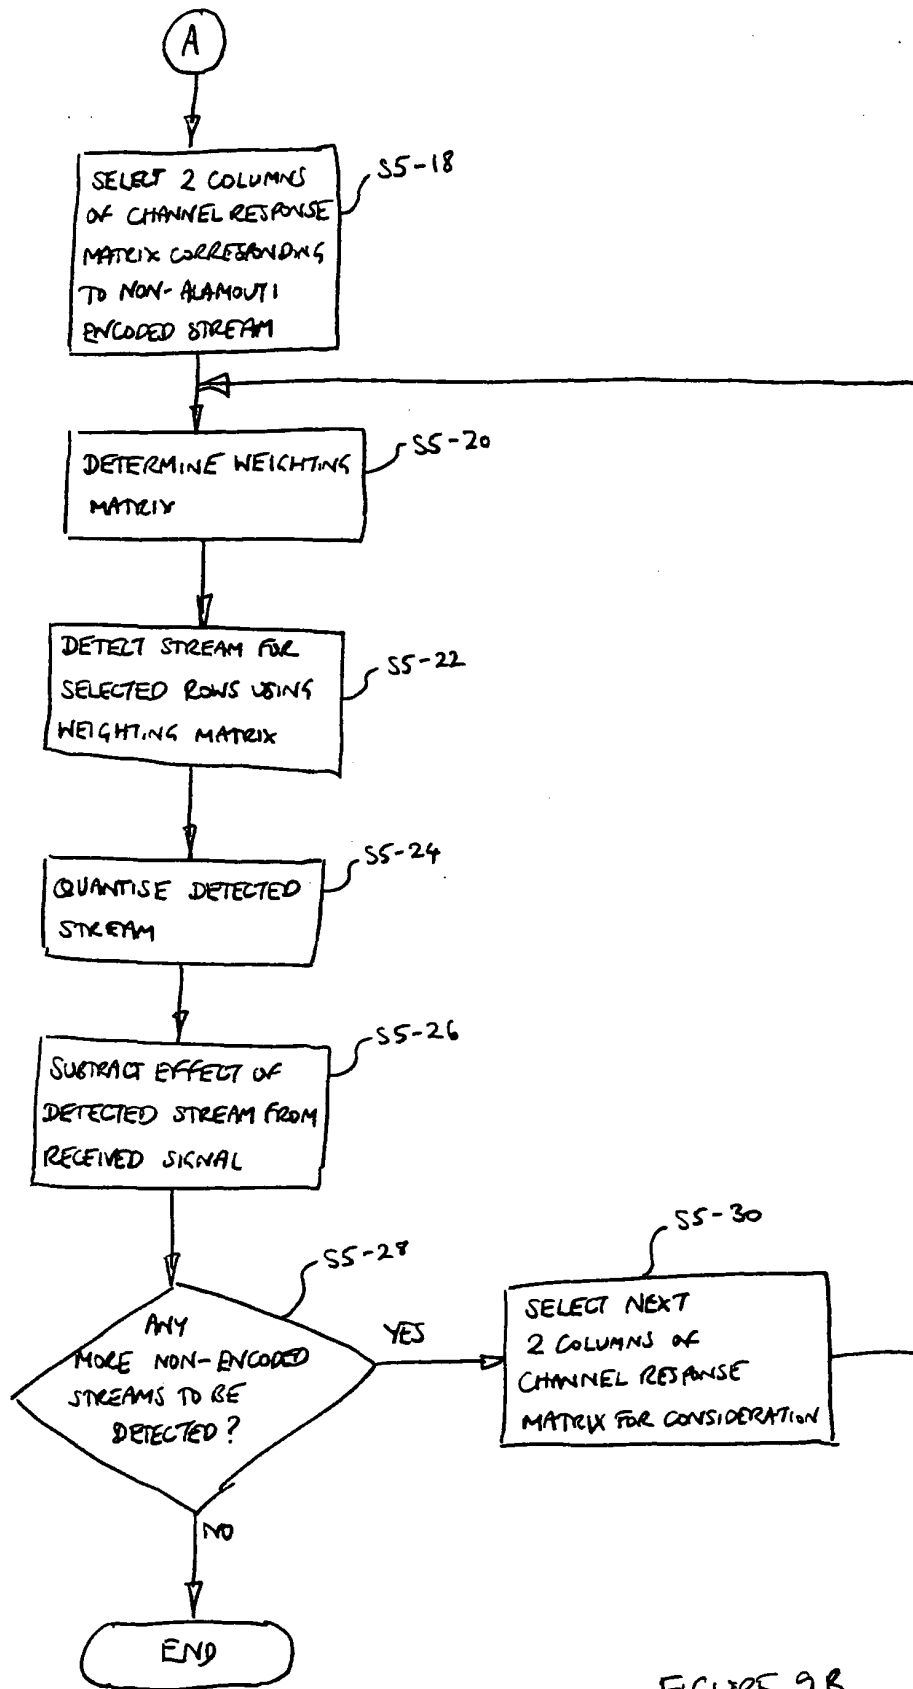 A
SELECT 2 COLUMNS
OF CHANNEL RESPONSE
MATRIX CORRESPONDING
TO NON-ALAMOUTI
ENCODED STREAM
S5-18
DETERMINE WEIGHTING
MATRIX
S5-20
DETECT STREAM FOR
SELECTED ROWS USING
WEIGHTING MATRIX
S5-22
QUANTISE DETECTED
STREAM
S5-24
SUBTRACT EFFECT OF
DETECTED STREAM FROM
RECEIVED SIGNAL
S5-26
ANY
MORE NON-ENCODED
STREAMS TO BE
DETECTED?
S5-28
YES
S5-30
SELECT NEXT
2 COLUMNS OF
CHANNEL RESPONSE
MATRIX FOR CONSIDERATION
NO
END
FIGURE 9B